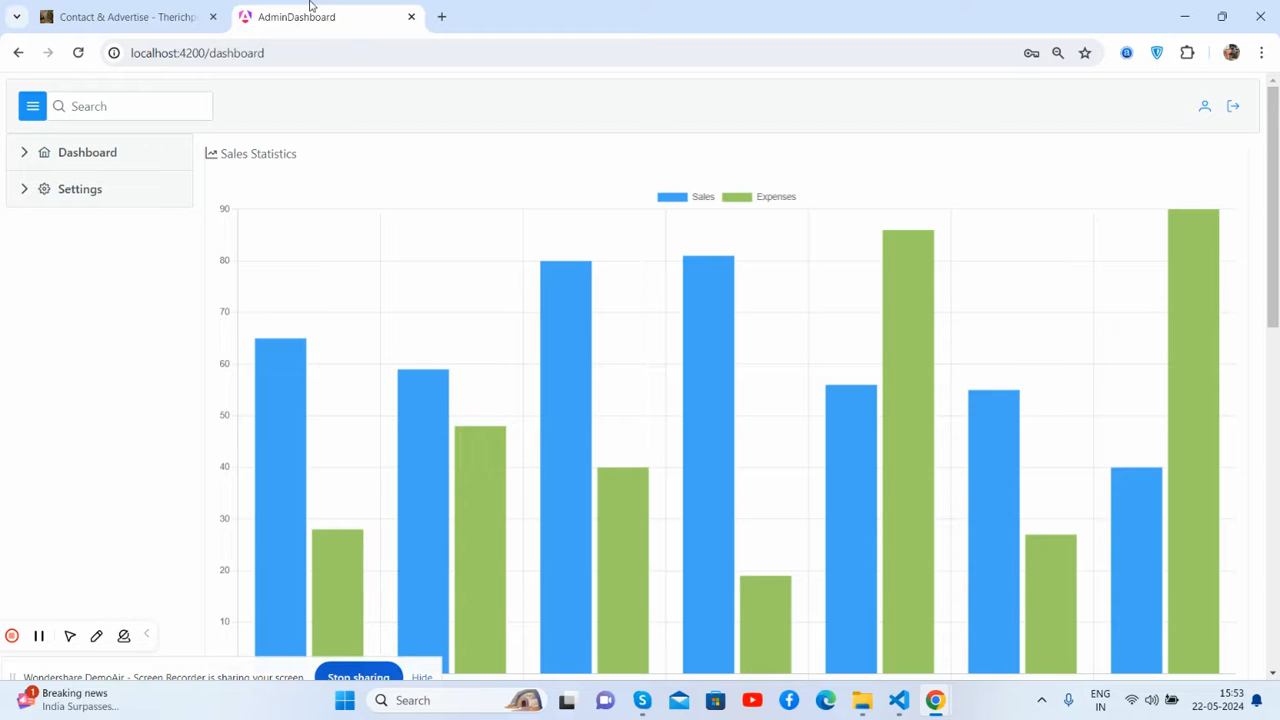 Contact & Advertise - Therichp
AdminDashboard
localhost:4200/dashboard
Search
Dashboard
Settings
Sales Statistics
Sales
Expenses
90
80
70
60
50
40
30
20
10
Wondershare DemoAir - Screen Recorder is sharing your screen.
Stop sharing
Hide
1
Breaking news
India Surpasses...
Search
ENG
IN
15:53
22-05-2024